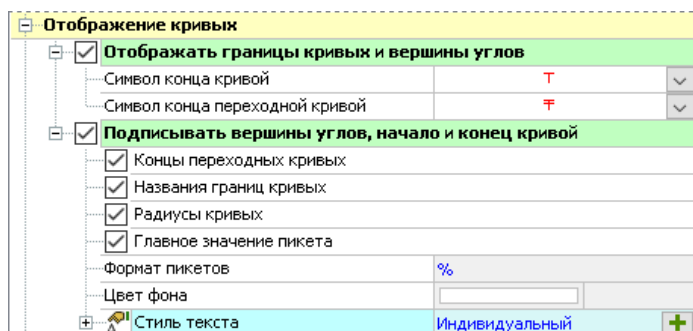 Отображение кривых
Отображать границы кривых и вершины углов
Символ конца кривой
Символ конца переходной кривой
Подписывать вершины углов, начало и конец кривой
Концы переходных кривых
Названия границ кривых
Радиусы кривых
Главное значение пикета
Формат пикетов %
Цвет фона
Стиль текста Индивидуальный